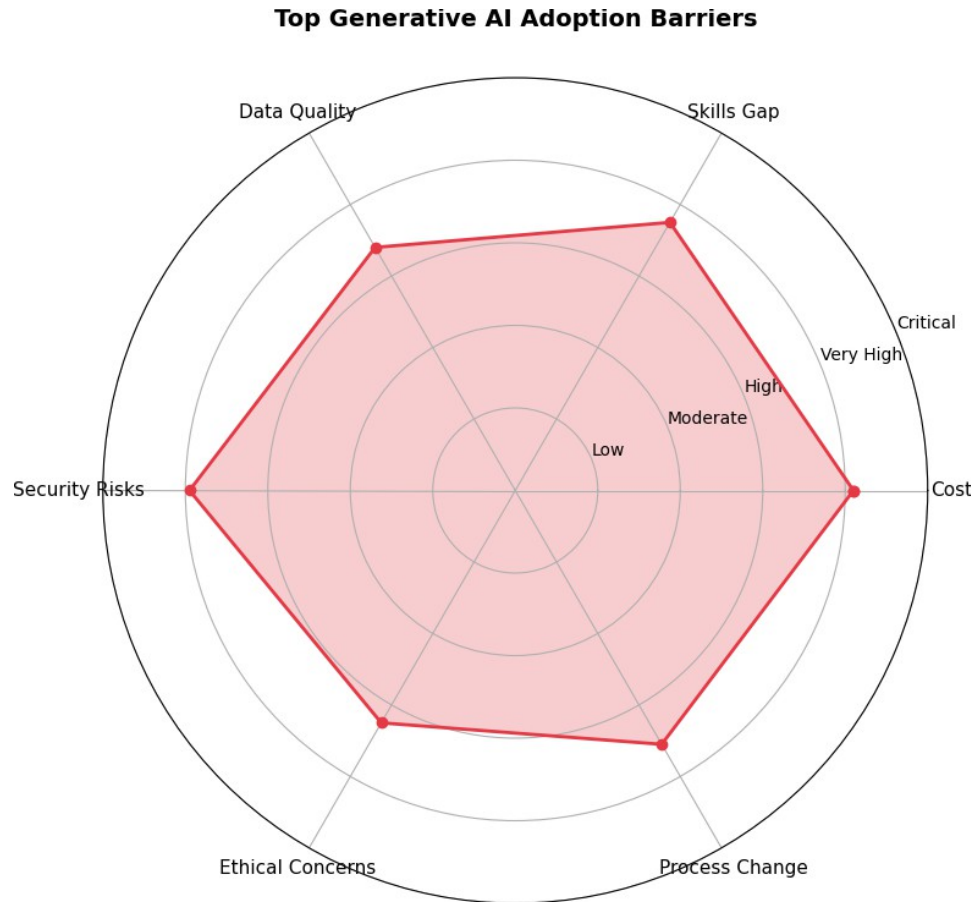 Top Generative AI Adoption Barriers
Data Quality
Skills Gap
Critical
Very High
High
Moderate
Low
Security Risks
Cost
Ethical Concerns
Process Change